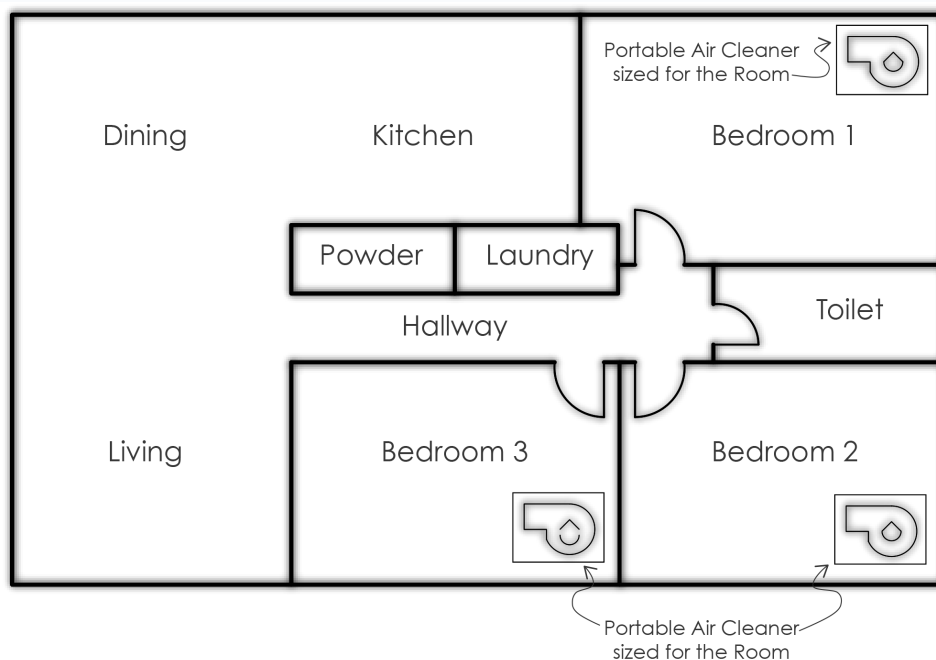 Portable Air Cleaner
sized for the Room
Dining
Kitchen
Bedroom 1
Powder
Laundry
Toilet
Hallway
Living
Bedroom 3
Bedroom 2
Portable Air Cleaner
sized for the Room